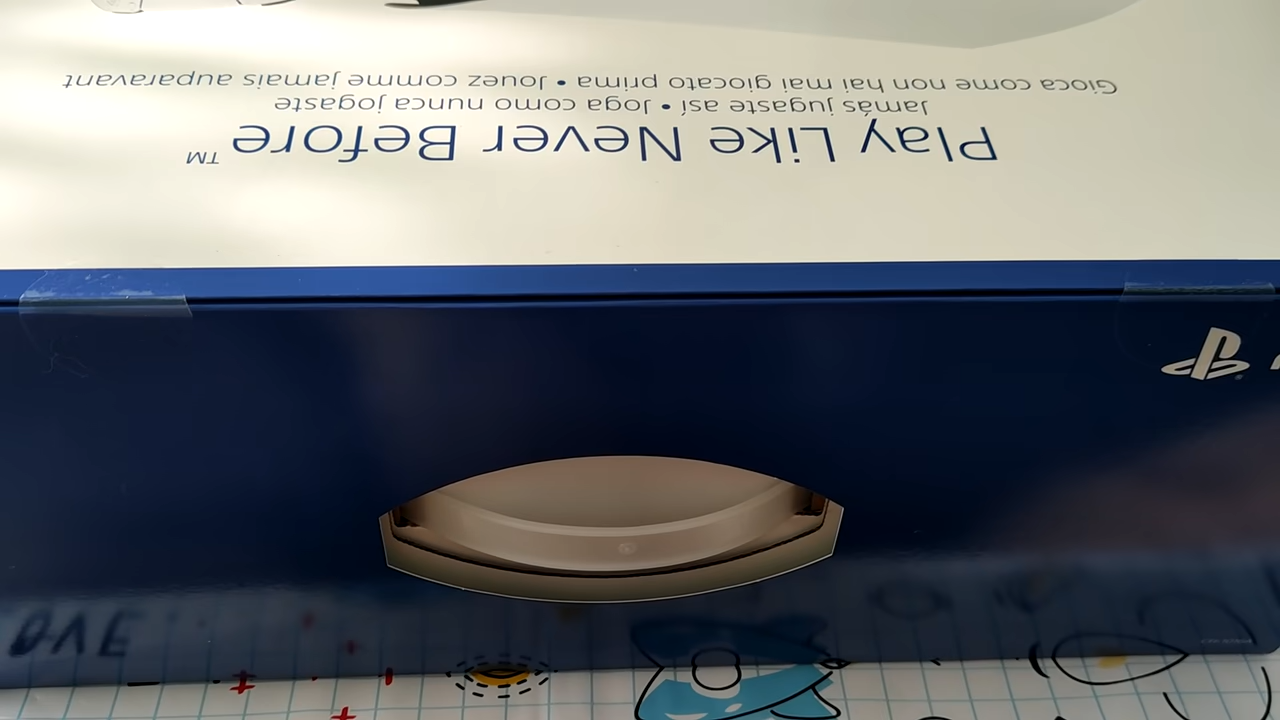 Play Like Never Before™
Jamás jugaste así • Joga como nunca jogaste
Gioca come non hai mai giocato prima • Jouez comme jamais auparavant